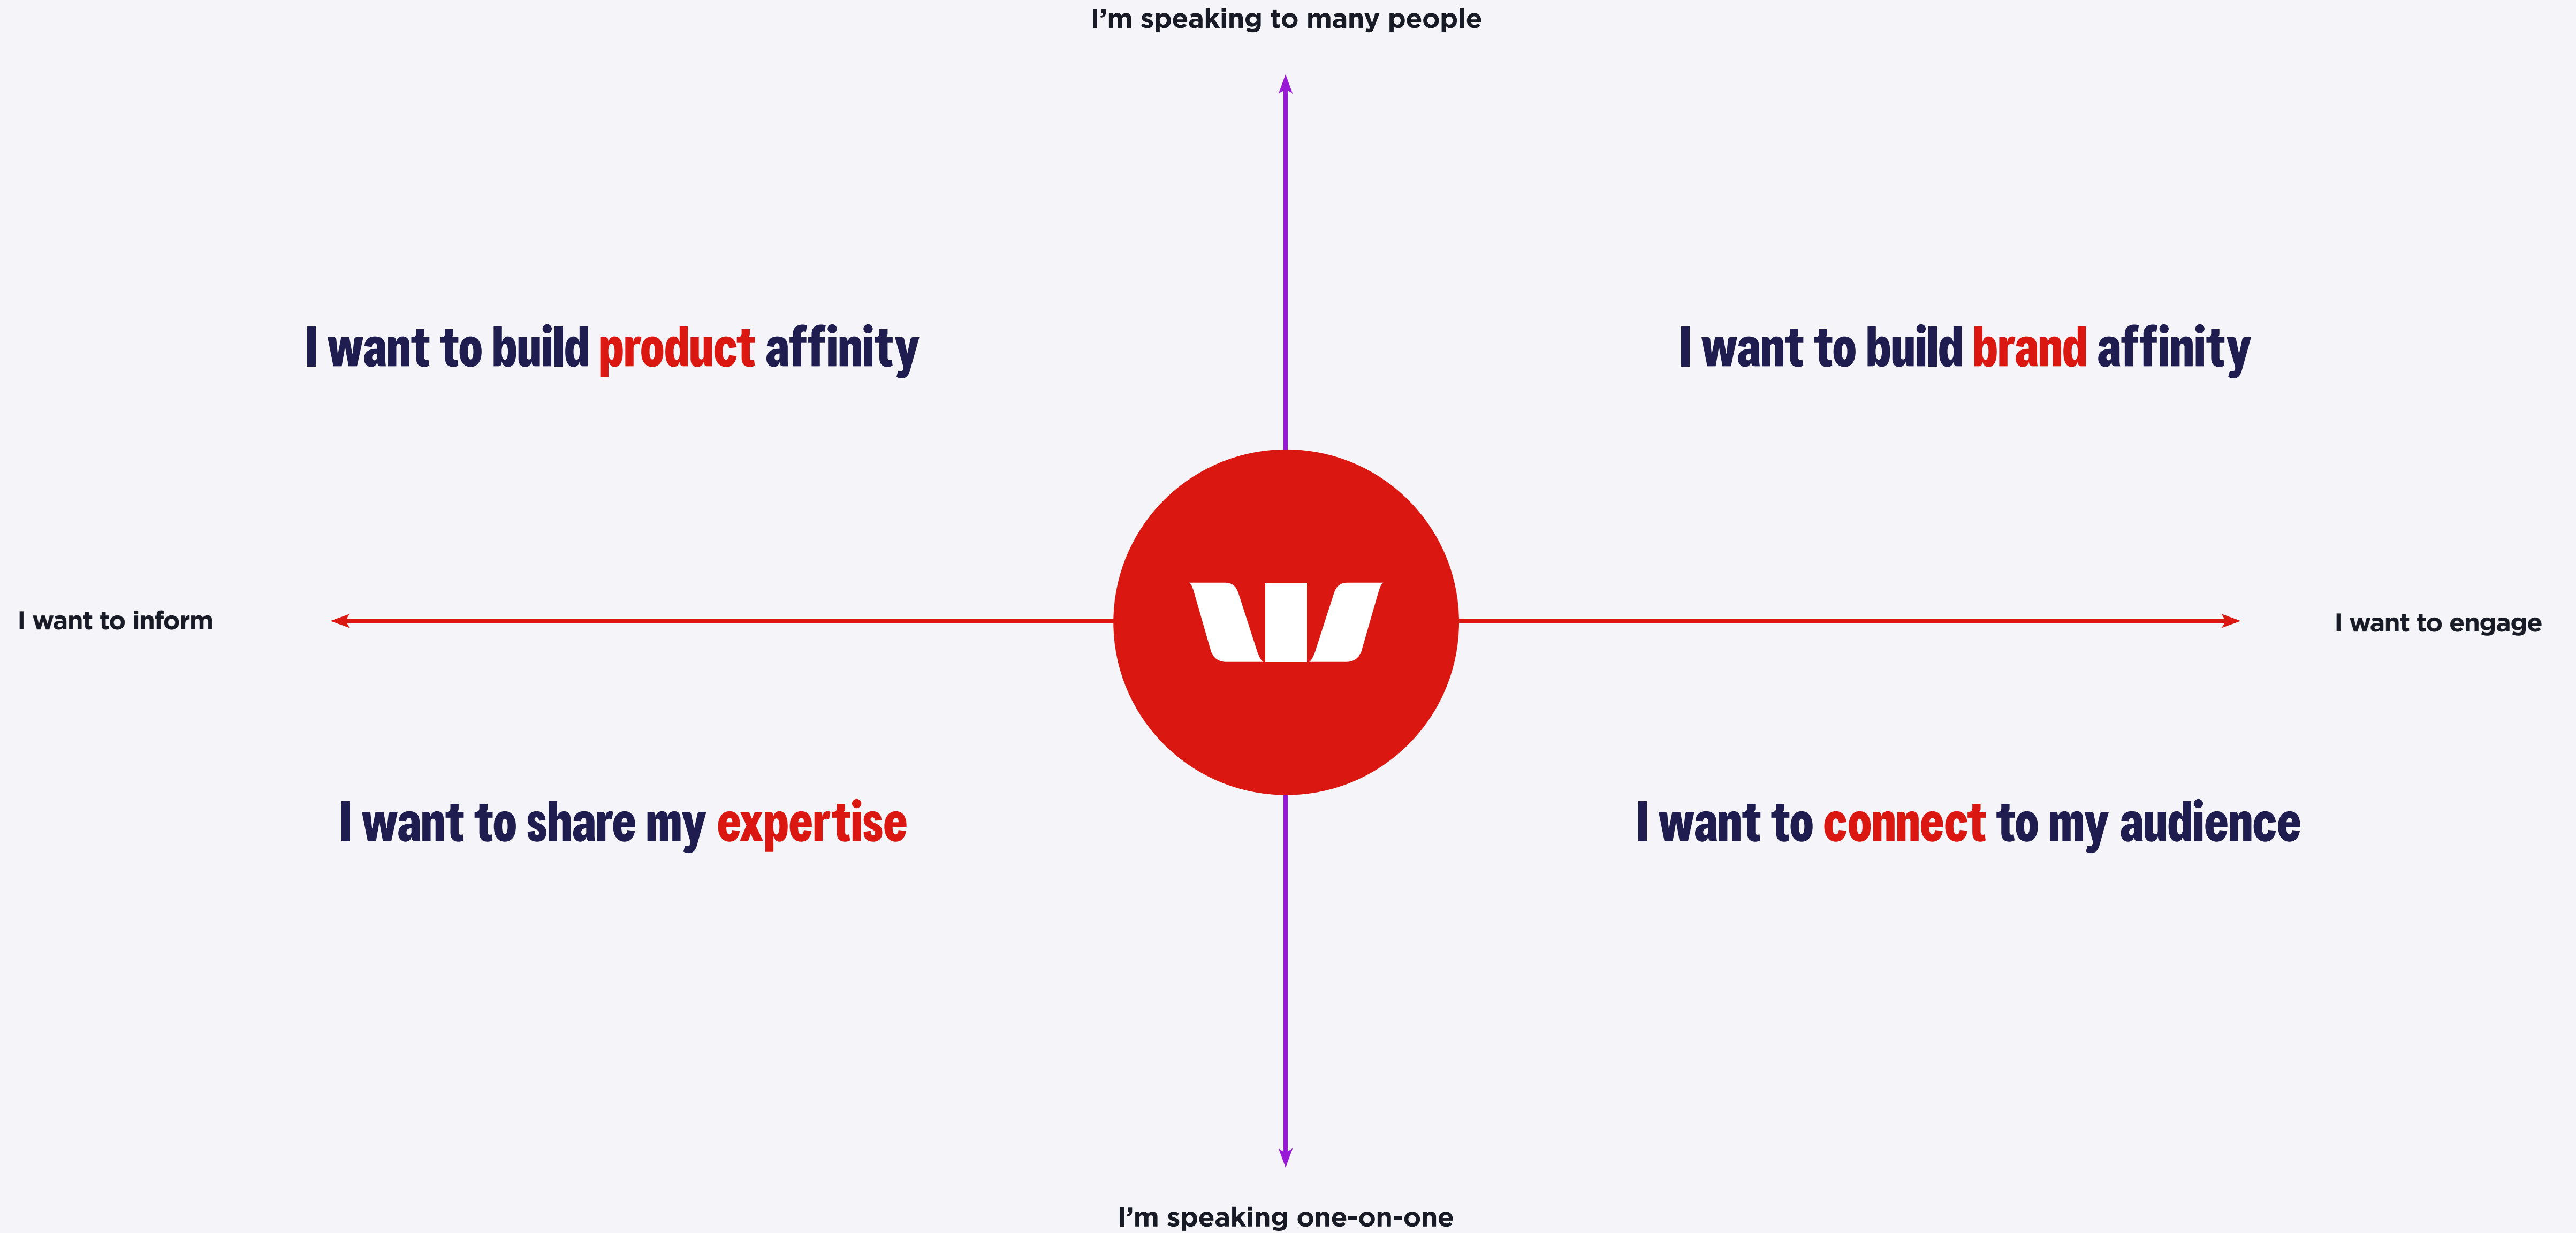 I’m speaking to many people
I want to build product affinity
I want to build brand affinity
I want to inform
I want to engage
I want to share my expertise
I want to connect to my audience
I’m speaking one-on-one